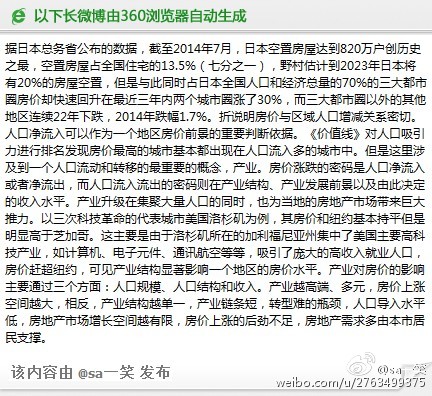 以下长微博由360浏览器自动生成
据日本总务省公布的数据，截至2014年7月，日本空置房屋达到820万户创历史
之最，空置房屋占全国住宅的13.5%（七分之一），野村估计到2023年日本将
有20%的房屋空置，但是与此同时占日本全国人口和经济总量的70%的三大都市
圈房价却快速回升在最近三年内两个城市圈涨了30%，而三大都市圈以外的其他
地区连续22年下跌，2014年跌幅1.7%。折说明房价与区域人口增减关系密切。
人口净流入可以作为一个地区房价前景的重要判断依据。《价值线》对人口吸引
力进行排名发现房价最高的城市基本都出现在人口流入多的城市中。但是这里涉
及到一个人口流动和转移的最重要的概念，产业。房价涨跌的密码是人口净流入
或者净流出，而人口流入流出的密码则在产业结构、产业发展前景以及由此决定
的收入水平。产业升级在集聚大量人口的同时，也为当地的房地产市场带来巨大
推力。以三次科技革命的代表城市美国洛杉矶为例，其房价和纽约基本持平但是
明显高于芝加哥。这主要是由于洛杉矶所在的加利福尼亚州集中了美国主要高科
技产业，如计算机、电子元件、通讯航空等等，吸引了庞大的高收入就业人口，
房价赶超纽约，可见产业结构显著影响一个地区的房价水平。产业对房价的影响
主要通过三个方面：人口规模、人口结构和收入。产业越高端、多元，房价上涨
空间越大，相反，产业结构越单一，产业链条短，转型难的瓶颈，人口导入水平
低，房地产市场增长空间越有限，房价上涨的后劲不足，房地产需求多由本市居
民支撑。
该内容由 @sa一笑 发布
@sa一笑
weibo.com/u/2763499375